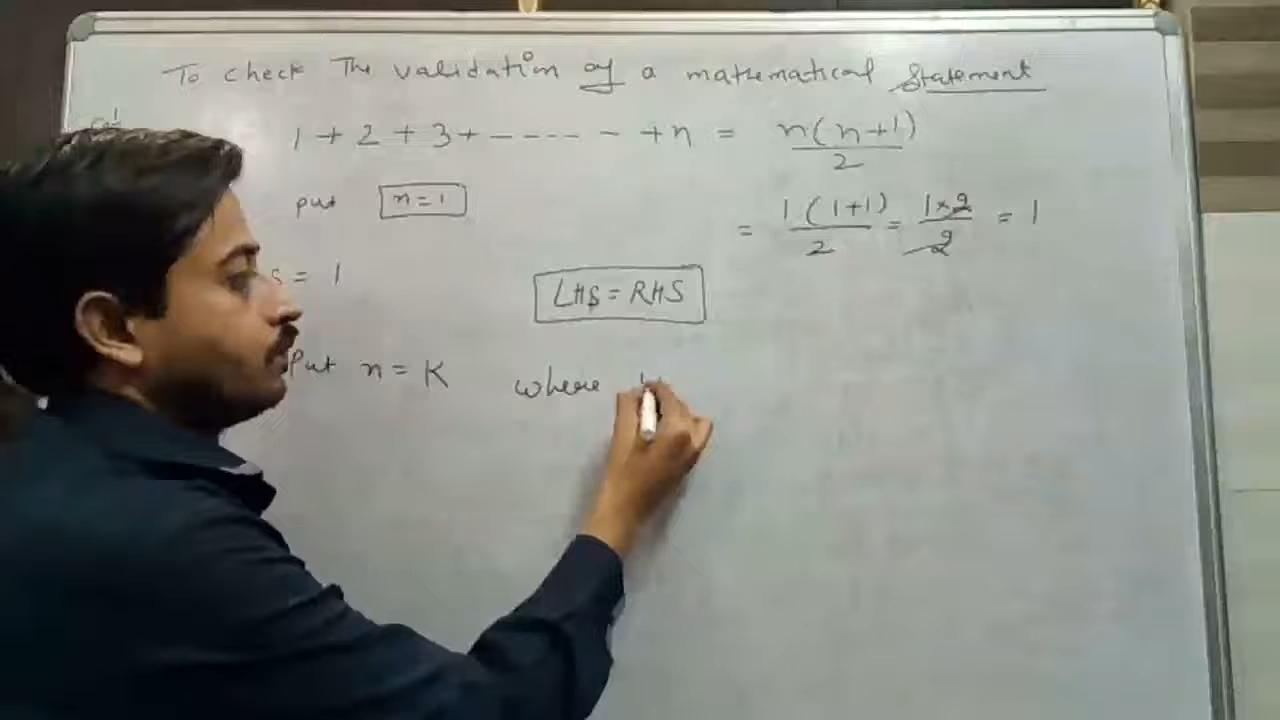 To check The validation of a mathematical Statement
1 + 2 + 3 + - - - - - - + n = n(n+1)/2
put n = 1 = 1(1+1)/2 = 1×2/2 = 1
S = 1
LHS = RHS
Put n = K where